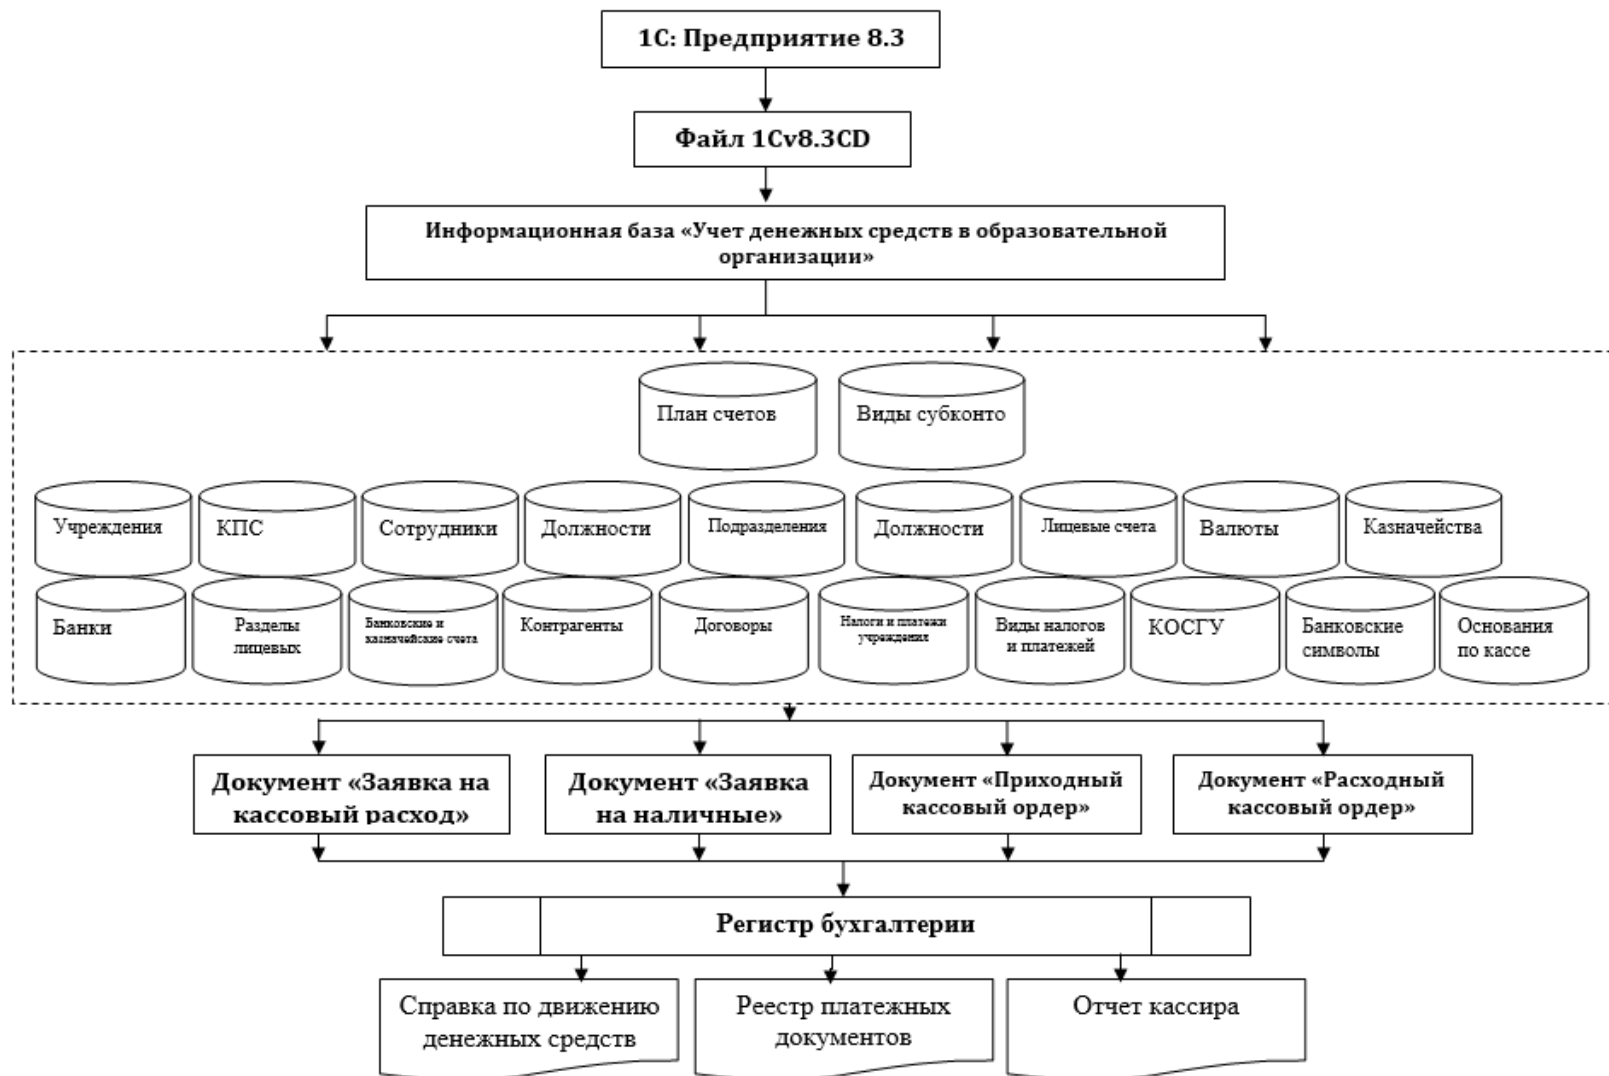 1С: Предприятие 8.3
Файл 1Cv8.3CD
Информационная база «Учет денежных средств в образовательной
организации»
План счетов
Виды субконто
Учреждения
КПС
Сотрудники
Должности
Подразделения
Должности
Лицевые счета
Валюты
Казначейства
Банки
Разделы
лицевых
Банковские и
казначейские счета
Контрагенты
Договоры
Налоги и платежи
учреждения
Виды налогов
и платежей
КОСГУ
Банковские
символы
Основания
по кассе
Документ «Заявка на
кассовый расход»
Документ «Заявка
на наличные»
Документ «Приходный
кассовый ордер»
Документ «Расходный
кассовый ордер»
Регистр бухгалтерии
Справка по движению
денежных средств
Реестр платежных
документов
Отчет кассира